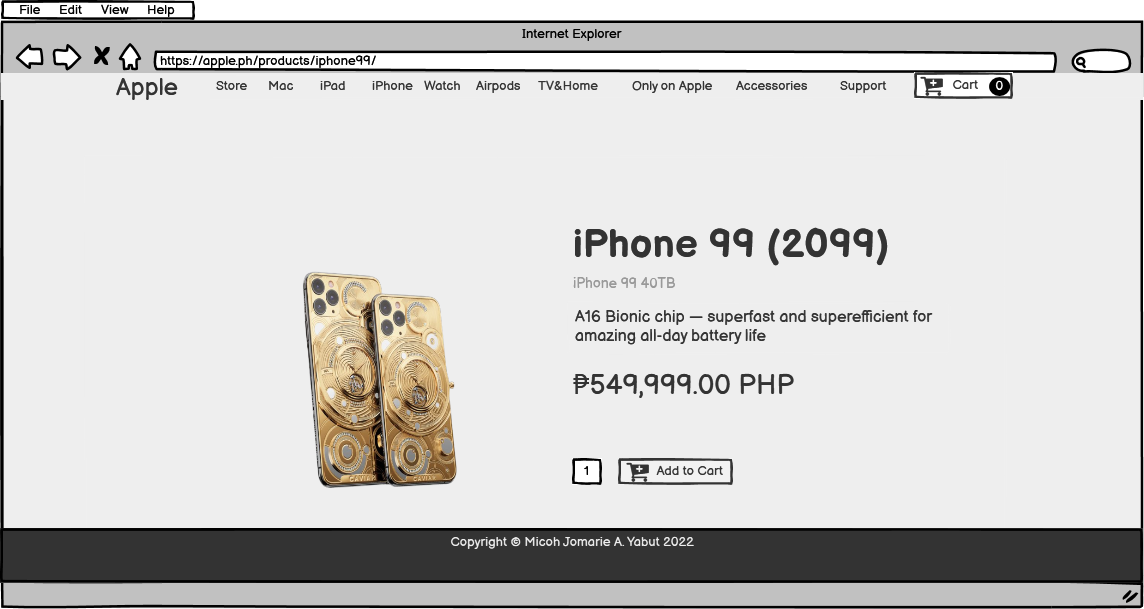 File Edit View Help
Internet Explorer
https://apple.ph/products/iphone99/
Apple Store Mac iPad iPhone Watch Airpods TV&Home Only on Apple Accessories Support Cart 0
iPhone 99 (2099)
iPhone 99 40TB
A16 Bionic chip — superfast and superefficient for
amazing all-day battery life
₱549,999.00 PHP
1 Add to Cart
CAVIAR
Copyright © Micoh Jomarie A. Yabut 2022